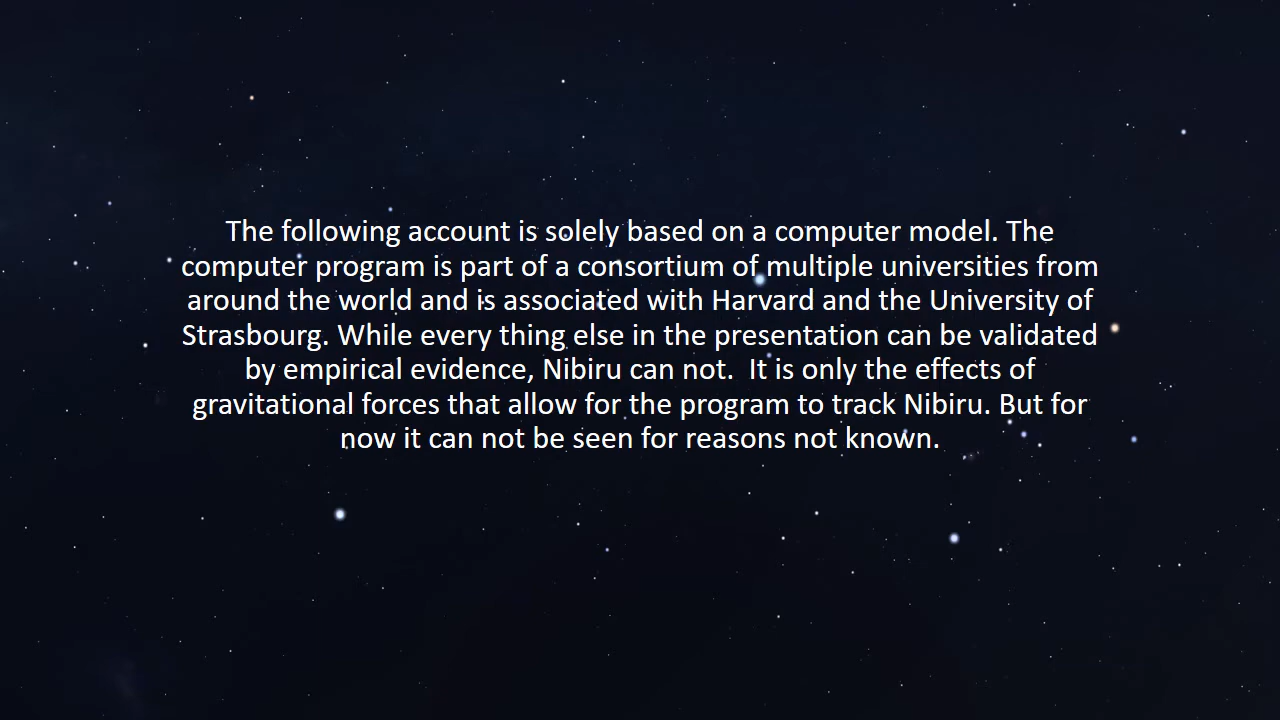 The following account is solely based on a computer model. The
computer program is part of a consortium of multiple universities from
around the world and is associated with Harvard and the University of
Strasbourg. While every thing else in the presentation can be validated
by empirical evidence, Nibiru can not.  It is only the effects of
gravitational forces that allow for the program to track Nibiru. But for
now it can not be seen for reasons not known.